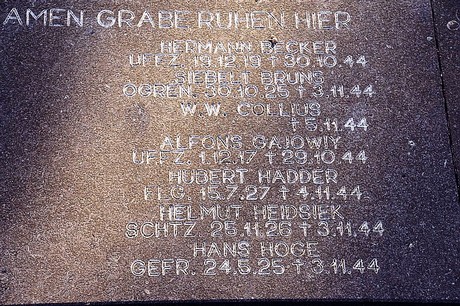 AMEN GRABE RUHEN HIER
HERMANN BECKER
UFFZ. 19.12.19 † 30.10.44
SIEBELT BRUNS
OGREN. 30.10.25 † 3.11.44
W.W. COLLIUS
† 5.11.44
ALFONS GAJOWIY
UFFZ. 1.12.17 † 29.10.44
HUBERT HADDER
FLG. 15.7.27 † 4.11.44
HELMUT HEIDSIEK
SCHTZ. 25.11.26 † 3.11.44
HANS HOGE
GEFR. 24.5.25 † 3.11.44